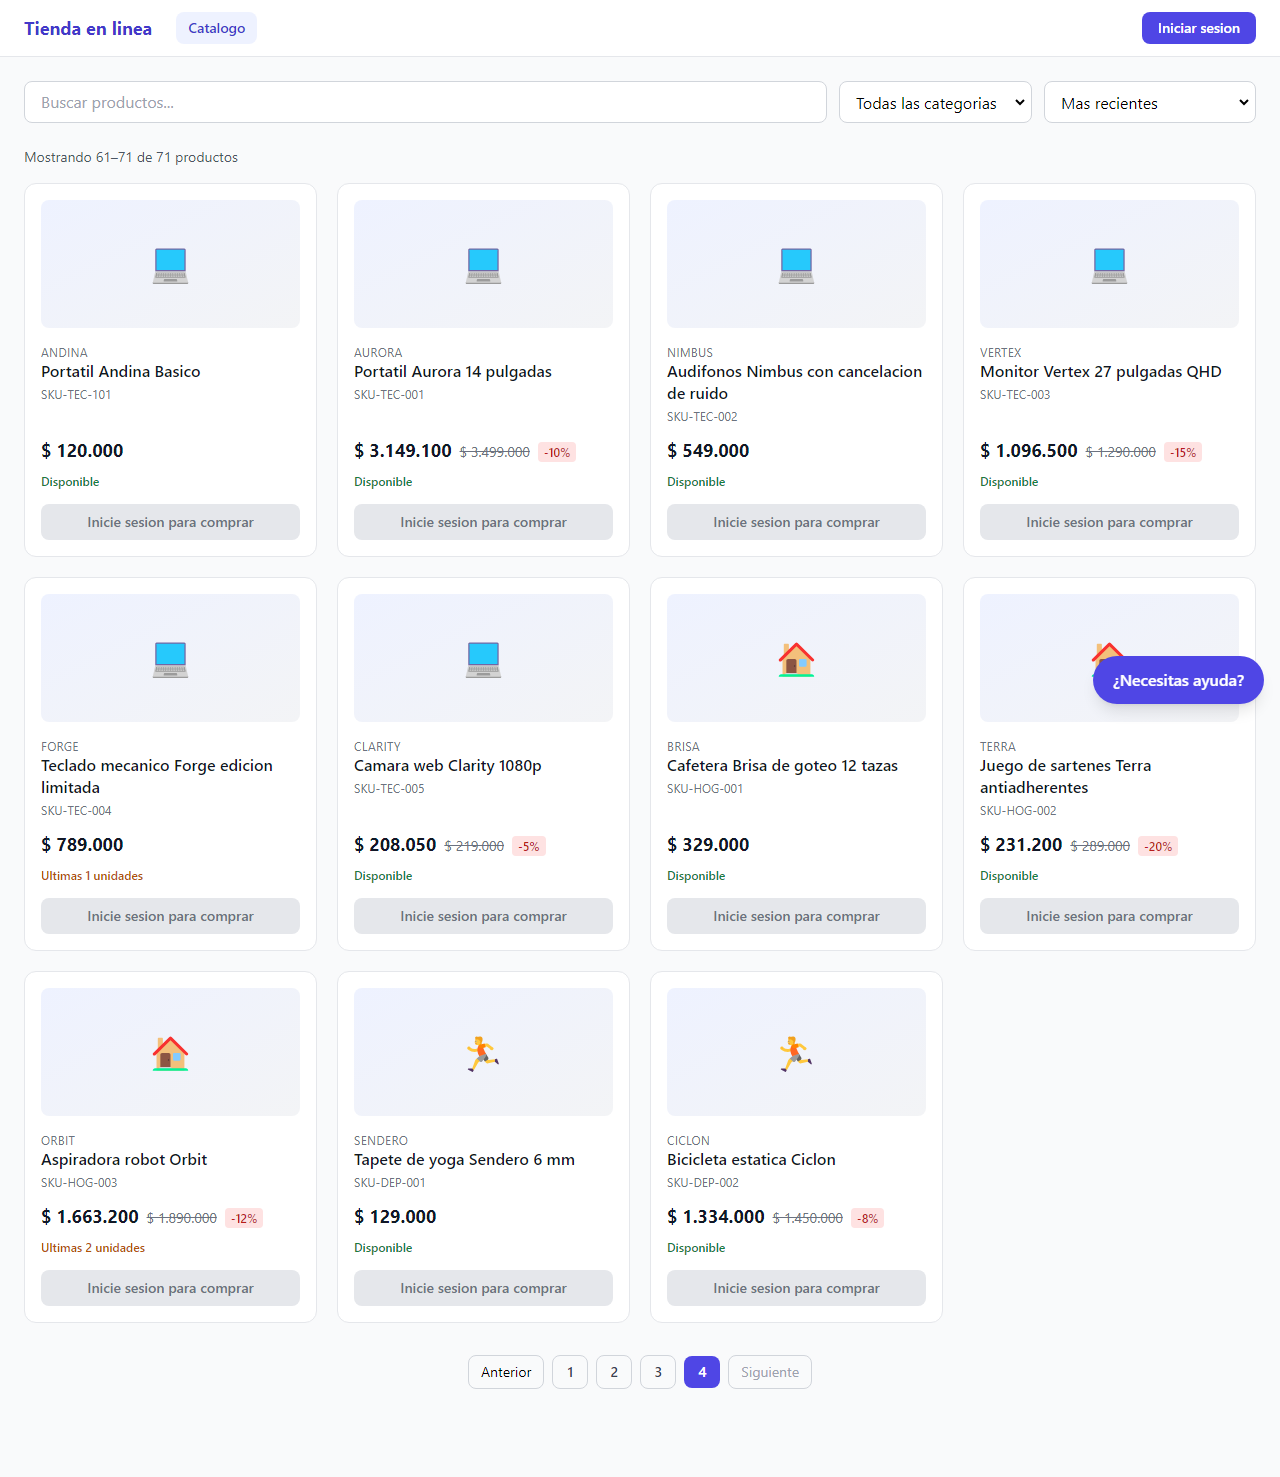 Tienda en linea
Catalogo
Iniciar sesion
Buscar productos...
Todas las categorias
Mas recientes
Mostrando 61–71 de 71 productos
ANDINA
Portatil Andina Basico
SKU-TEC-101
$ 120.000
Disponible
Inicie sesion para comprar
AURORA
Portatil Aurora 14 pulgadas
SKU-TEC-001
$ 3.149.100 $ 3.499.000 -10%
Disponible
Inicie sesion para comprar
NIMBUS
Audifonos Nimbus con cancelacion
de ruido
SKU-TEC-002
$ 549.000
Disponible
Inicie sesion para comprar
VERTEX
Monitor Vertex 27 pulgadas QHD
SKU-TEC-003
$ 1.096.500 $ 1.290.000 -15%
Disponible
Inicie sesion para comprar
FORGE
Teclado mecanico Forge edicion
limitada
SKU-TEC-004
$ 789.000
Ultimas 1 unidades
Inicie sesion para comprar
CLARITY
Camara web Clarity 1080p
SKU-TEC-005
$ 208.050 $ 219.000 -5%
Disponible
Inicie sesion para comprar
BRISA
Cafetera Brisa de goteo 12 tazas
SKU-HOG-001
$ 329.000
Disponible
Inicie sesion para comprar
¿Necesitas ayuda?
TERRA
Juego de sartenes Terra
antiadherentes
SKU-HOG-002
$ 231.200 $ 289.000 -20%
Disponible
Inicie sesion para comprar
ORBIT
Aspiradora robot Orbit
SKU-HOG-003
$ 1.663.200 $ 1.890.000 -12%
Ultimas 2 unidades
Inicie sesion para comprar
SENDERO
Tapete de yoga Sendero 6 mm
SKU-DEP-001
$ 129.000
Disponible
Inicie sesion para comprar
CICLON
Bicicleta estatica Ciclon
SKU-DEP-002
$ 1.334.000 $ 1.450.000 -8%
Disponible
Inicie sesion para comprar
Anterior 1 2 3 4 Siguiente